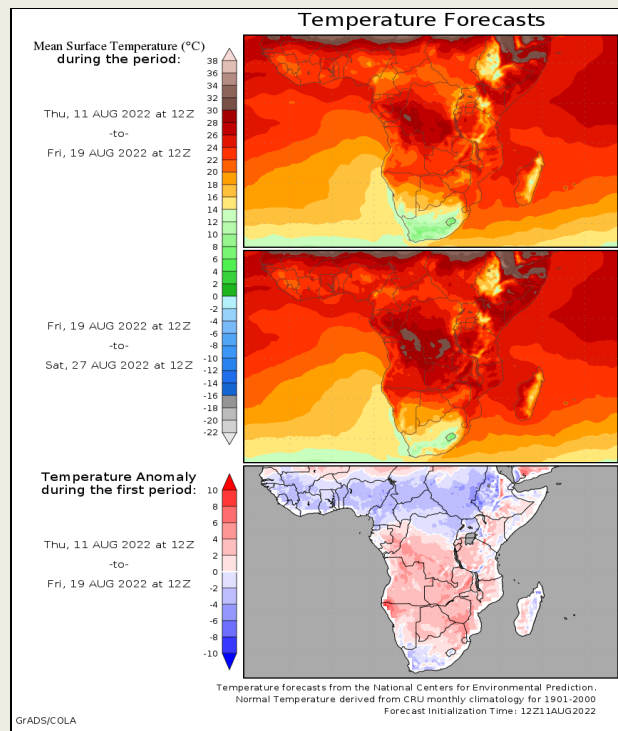 Temperature Forecasts
Mean Surface Temperature (°C)
during the period:
Thu, 11 AUG 2022 at 12Z
-to-
Fri, 19 AUG 2022 at 12Z
38
36
34
32
30
28
26
24
22
20
18
16
14
12
10
8
6
4
2
0
-2
-4
-6
-8
-10
-12
-14
-16
-18
-20
-22
Fri, 19 AUG 2022 at 12Z
-to-
Sat, 27 AUG 2022 at 12Z
Temperature Anomaly
during the first period:
Thu, 11 AUG 2022 at 12Z
-to-
Fri, 19 AUG 2022 at 12Z
10
8
6
4
2
0
-2
-4
-6
-8
-10
Temperature forecasts from the National Centers for Environmental Prediction.
Normal Temperature derived from CRU monthly climatology for 1901-2000
Forecast Initialization Time: 12Z11AUG2022
GrADS/COLA